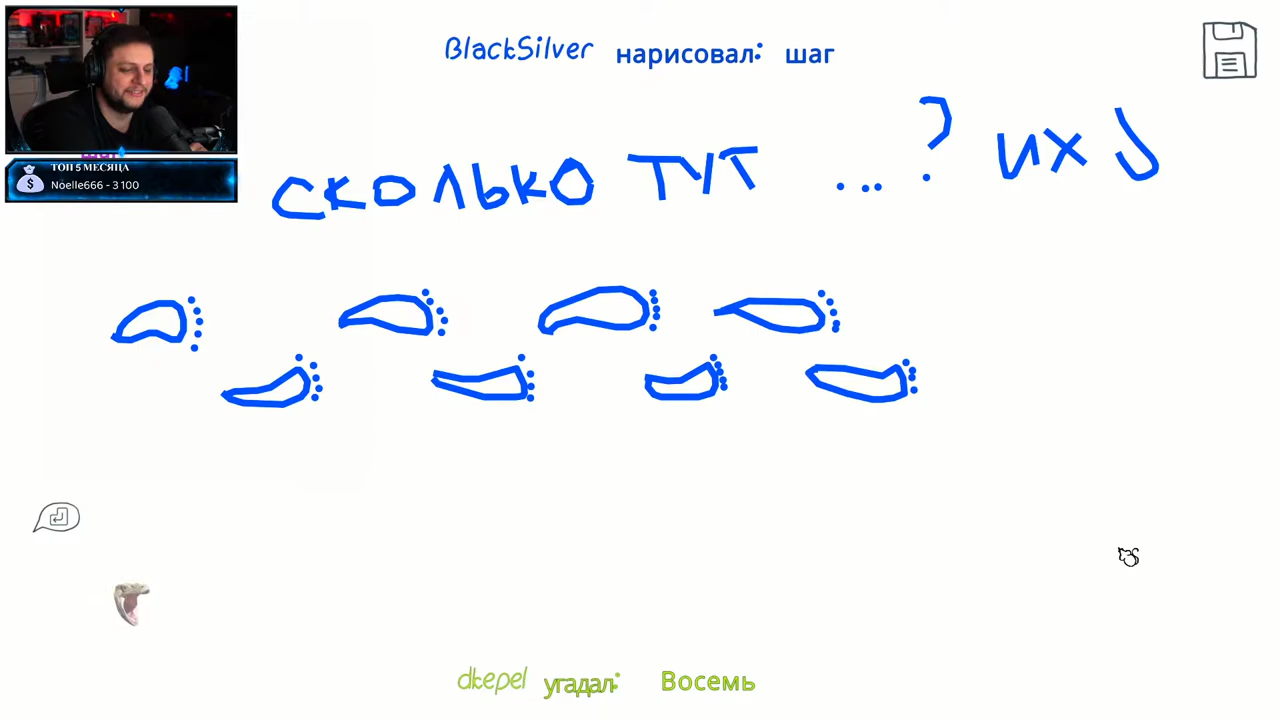 BlackSilver нарисовал: шаг
сколько тут ...? их
ТОП 5 МЕСЯЦА
Noelle666 - 3 100
dkepel угадал: Восемь